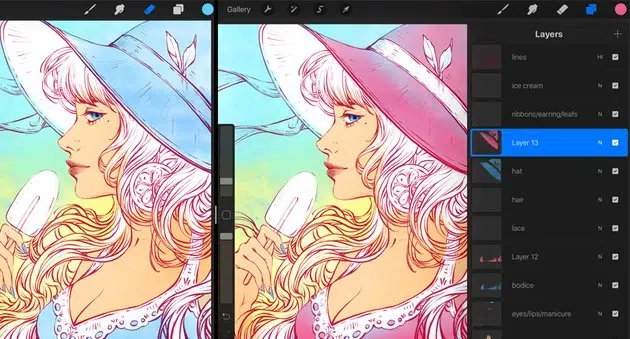 Gallery
Layers
lines Hl
ice cream N
ribbons/earring/leafs N
Layer 13 N
hat N
hair N
lace N
Layer 12 N
bodice N
eyes/lips/manicure N